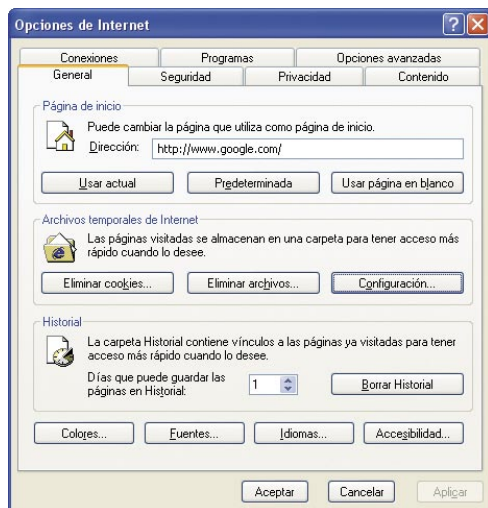 Opciones de Internet
Conexiones Programas Opciones avanzadas
General Seguridad Privacidad Contenido
Página de inicio
Puede cambiar la página que utiliza como página de inicio.
Dirección: http://www.google.com/
Usar actual Predeterminada Usar página en blanco
Archivos temporales de Internet
Las páginas visitadas se almacenan en una carpeta para tener acceso más
rápido cuando lo desee.
Eliminar cookies... Eliminar archivos... Configuración...
Historial
La carpeta Historial contiene vínculos a las páginas ya visitadas para tener
acceso más rápido cuando lo desee.
Días que puede guardar las
páginas en Historial: 1 Borrar Historial
Colores... Fuentes... Idiomas... Accesibilidad...
Aceptar Cancelar Aplicar